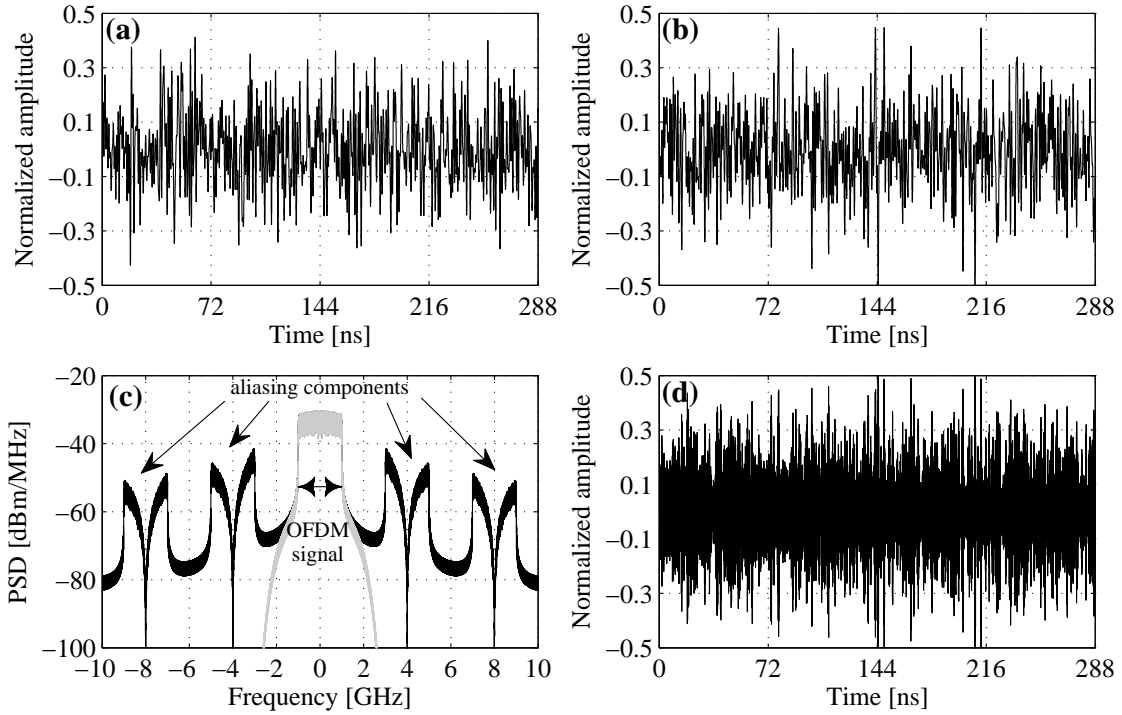 (a)
Normalized amplitude
0.5
0.3
0.1
−0.1
−0.3
−0.5
0 72 144 216 288
Time [ns]
(b)
Normalized amplitude
0.5
0.3
0.1
−0.1
−0.3
−0.5
0 72 144 216 288
Time [ns]
(c)
aliasing components
OFDM
signal
PSD [dBm/MHz]
−20
−40
−60
−80
−100
−10 −8 −6 −4 −2 0 2 4 6 8 10
Frequency [GHz]
(d)
Normalized amplitude
0.5
0.3
0.1
−0.1
−0.3
−0.5
0 72 144 216 288
Time [ns]